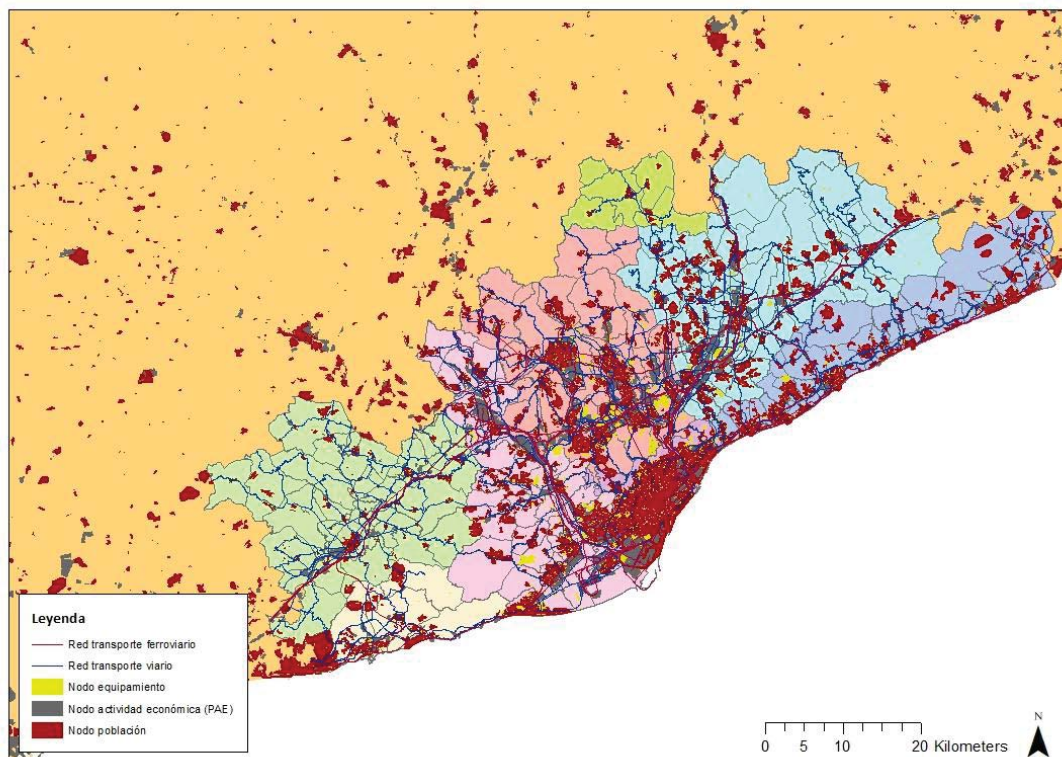 Leyenda
Red transporte ferroviario
Red transporte viario
Nodo equipamiento
Nodo actividad económica (PAE)
Nodo población
N
0 5 10 20 Kilometers